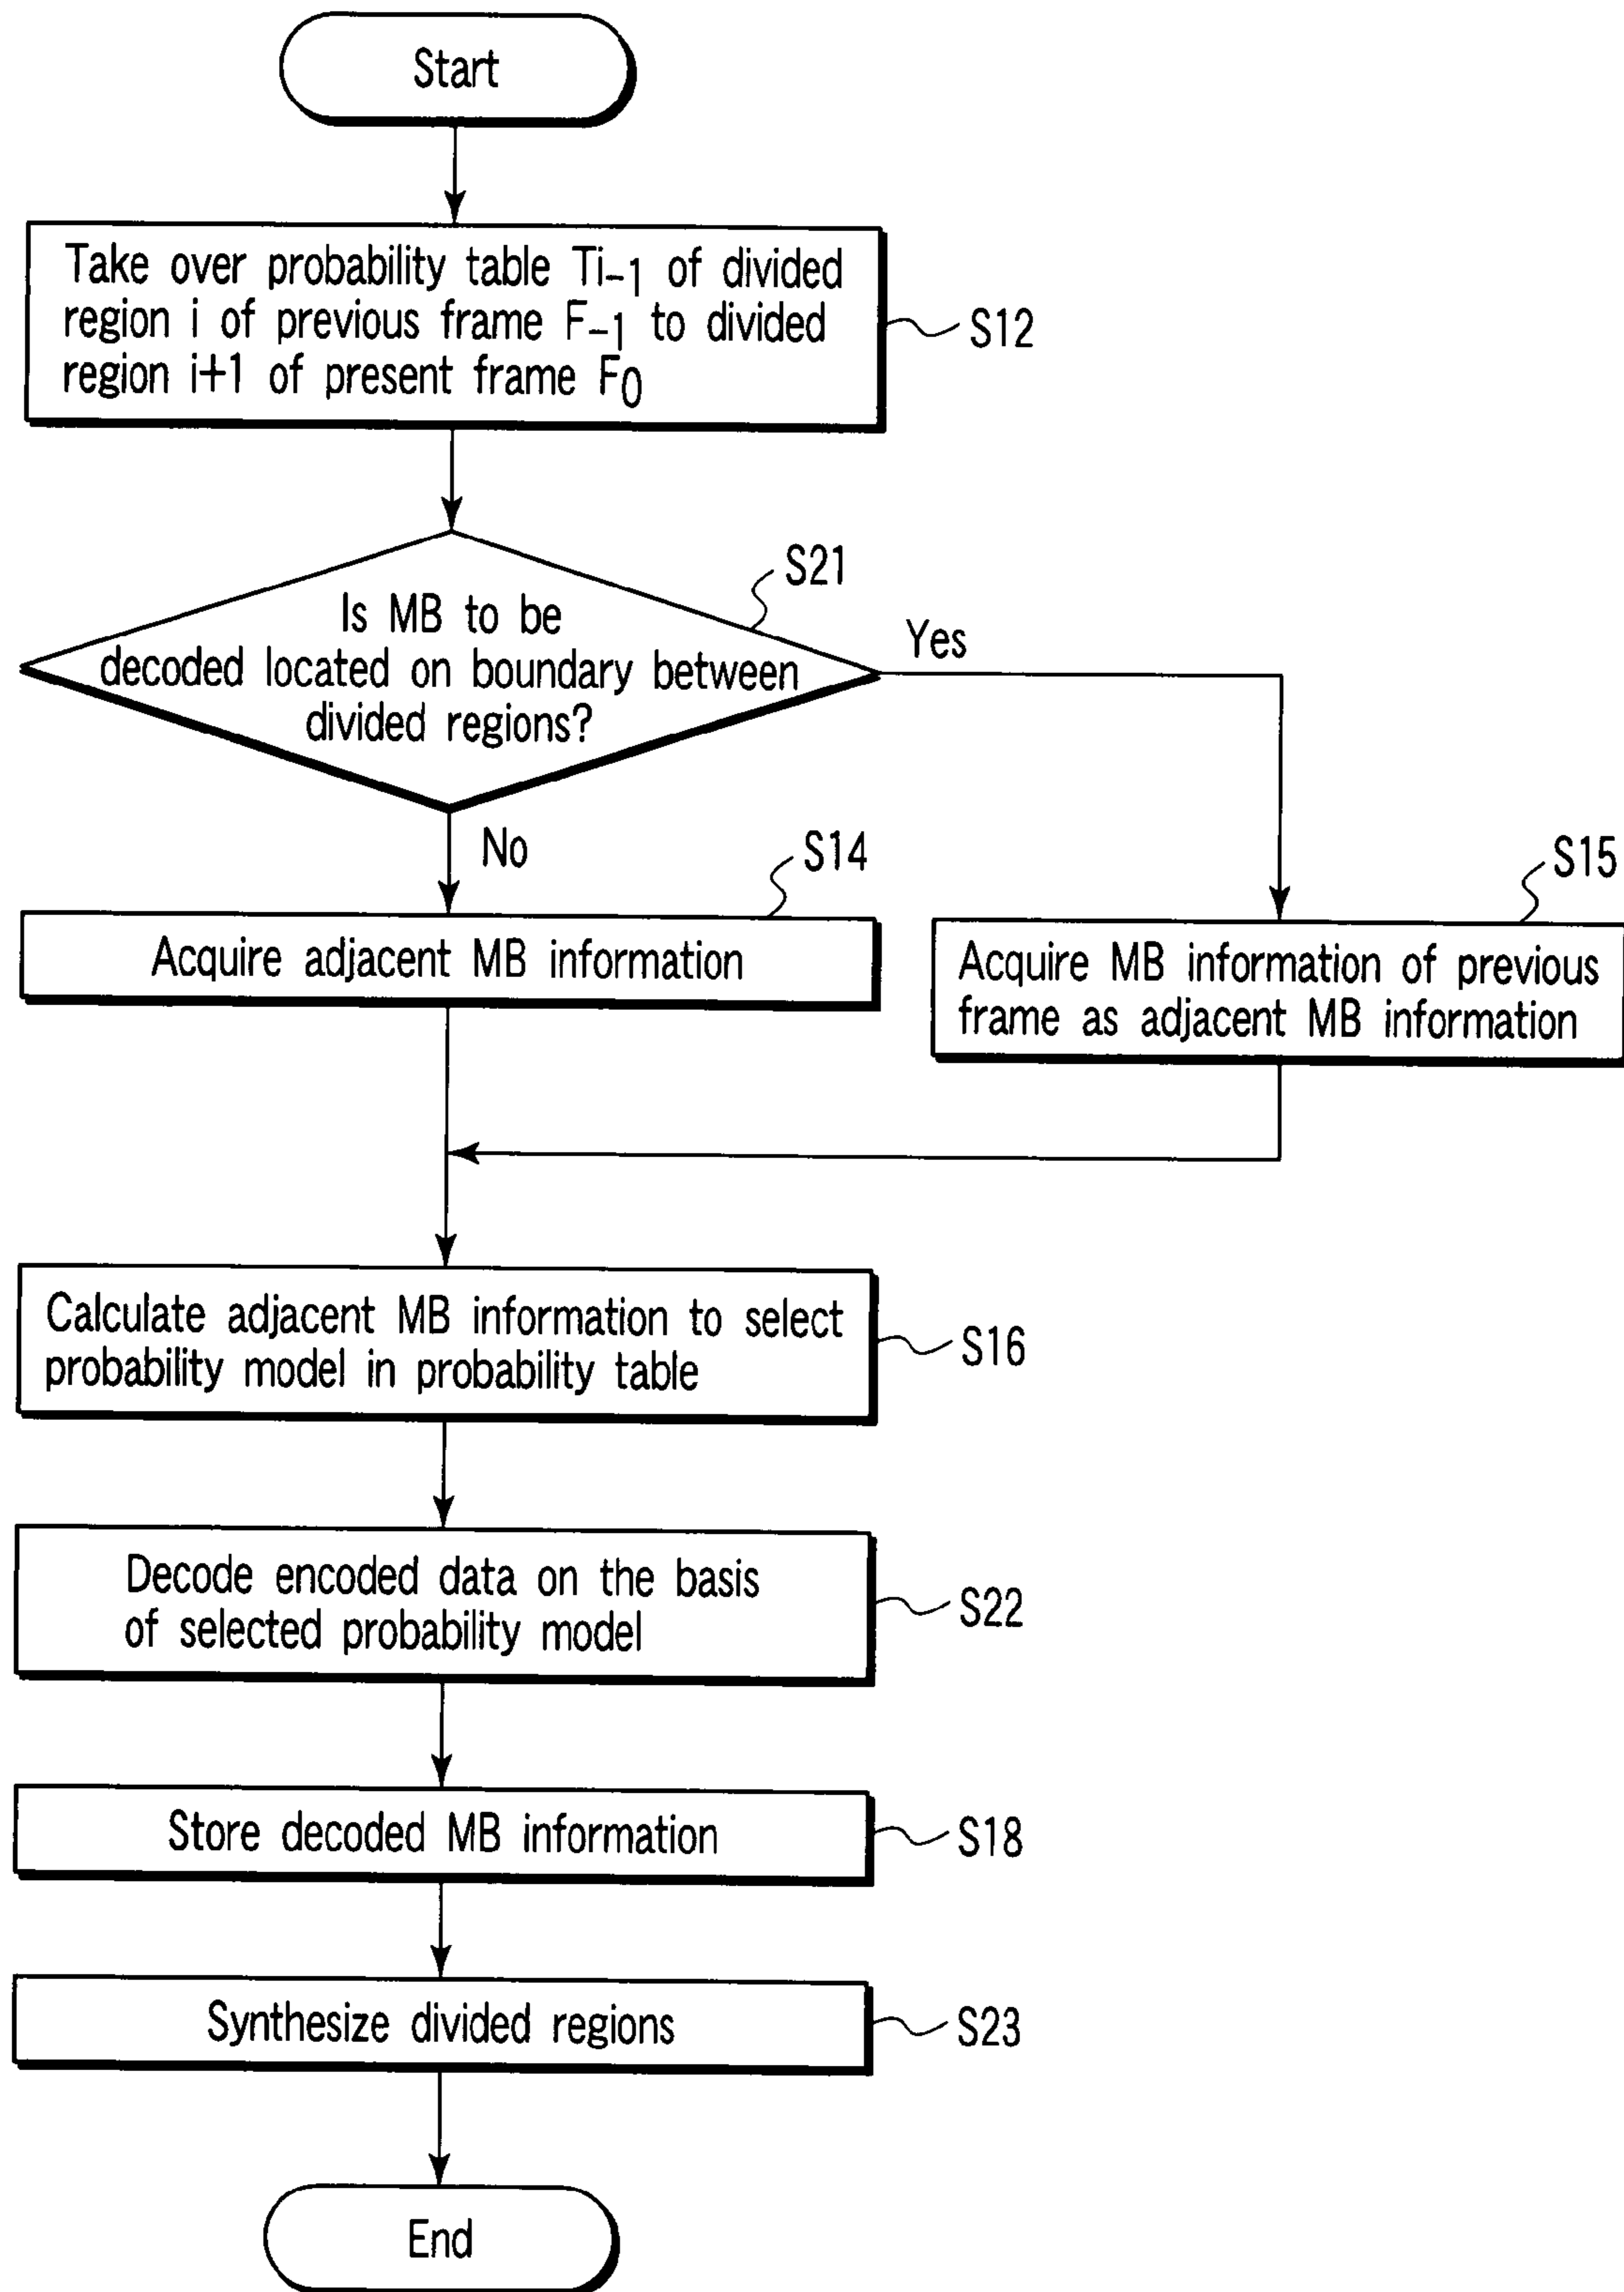 Start
Take over probability table Ti-1 of divided
region i of previous frame F-1 to divided
region i+1 of present frame F0
S12
S21
Is MB to be
decoded located on boundary between
divided regions?
Yes
No
S14
S15
Acquire adjacent MB information
Acquire MB information of previous
frame as adjacent MB information
Calculate adjacent MB information to select
probability model in probability table
S16
Decode encoded data on the basis
of selected probability model
S22
Store decoded MB information
S18
Synthesize divided regions
S23
End